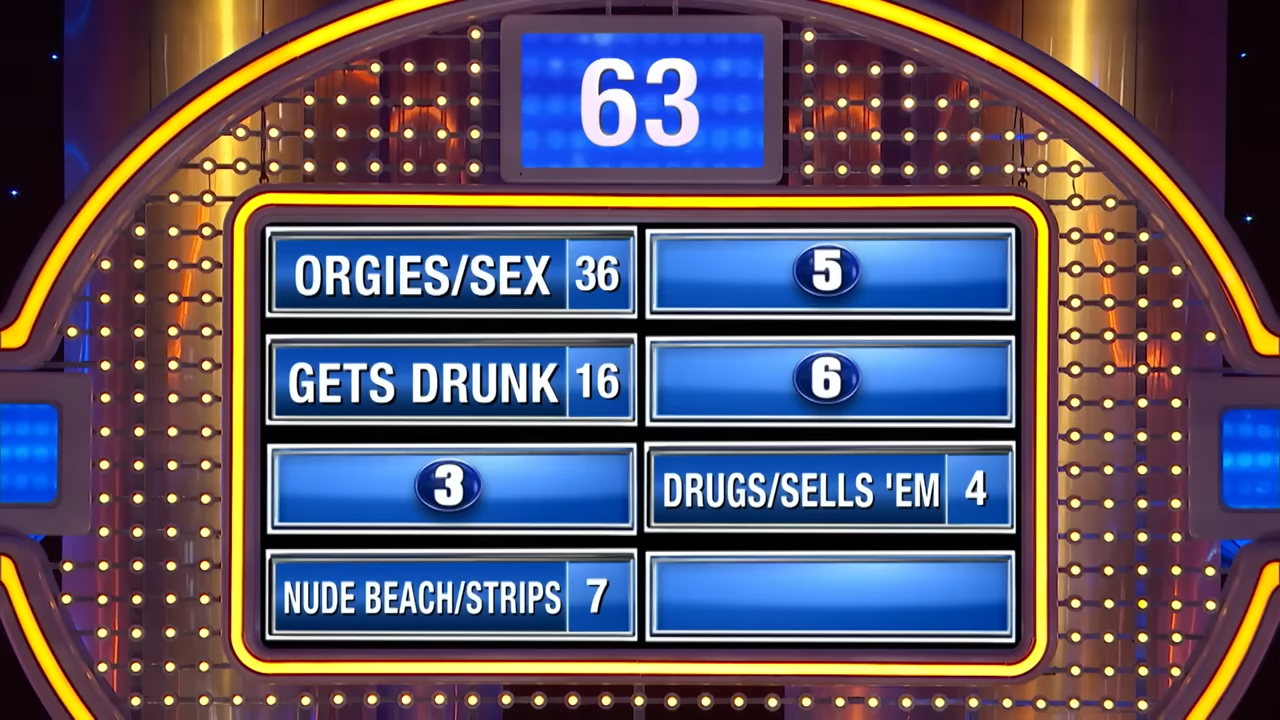 63
ORGIES/SEX 36
GETS DRUNK 16
3
NUDE BEACH/STRIPS 7
5
6
DRUGS/SELLS 'EM 4